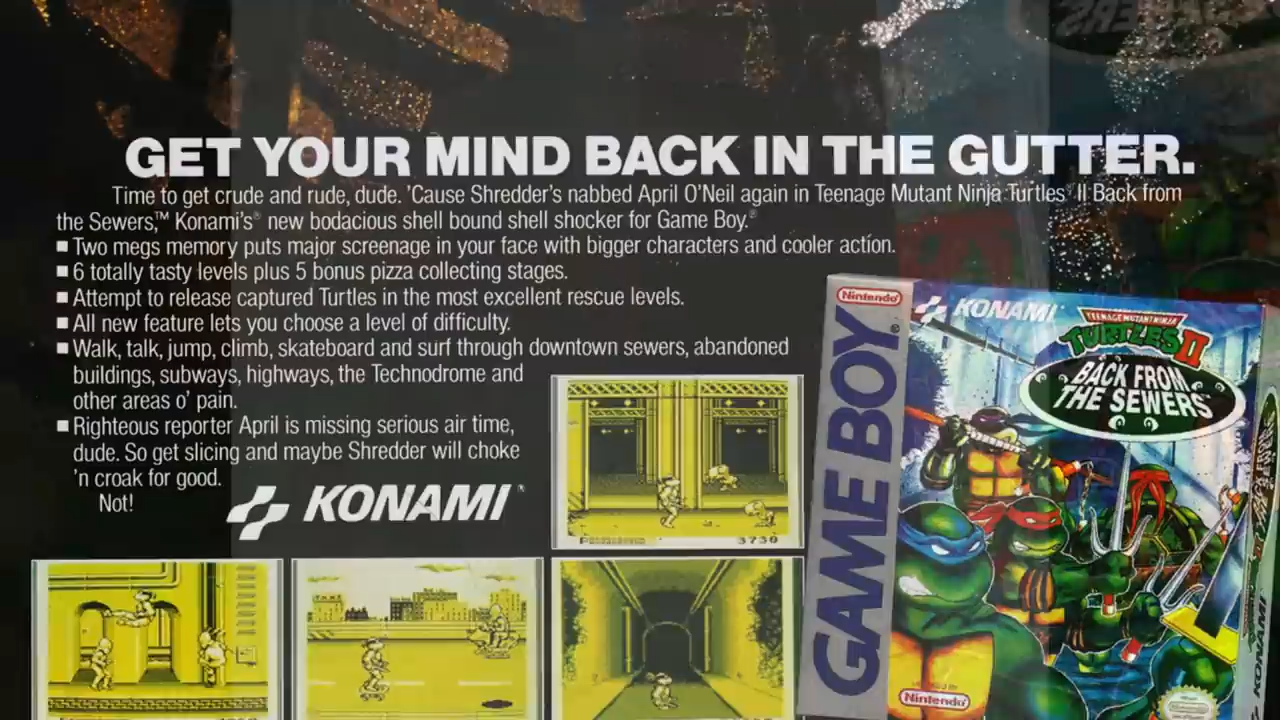 GET YOUR MIND BACK IN THE GUTTER.
Time to get crude and rude, dude. 'Cause Shredder's nabbed April O'Neil again in Teenage Mutant Ninja Turtles® II Back from
the Sewers,™ Konami's® new bodacious shell bound shell shocker for Game Boy.®
■ Two megs memory puts major screenage in your face with bigger characters and cooler action.
■ 6 totally tasty levels plus 5 bonus pizza collecting stages.
■ Attempt to release captured Turtles in the most excellent rescue levels.
■ All new feature lets you choose a level of difficulty.
■ Walk, talk, jump, climb, skateboard and surf through downtown sewers, abandoned
buildings, subways, highways, the Technodrome and
other areas o' pain.
■ Righteous reporter April is missing serious air time,
dude. So get slicing and maybe Shredder will choke
'n croak for good.
Not!
KONAMI®
3730
Nintendo
GAME BOY
KONAMI
TEENAGE MUTANT NINJA
TURTLES II
BACK FROM
THE SEWERS
Nintendo
KONAMI